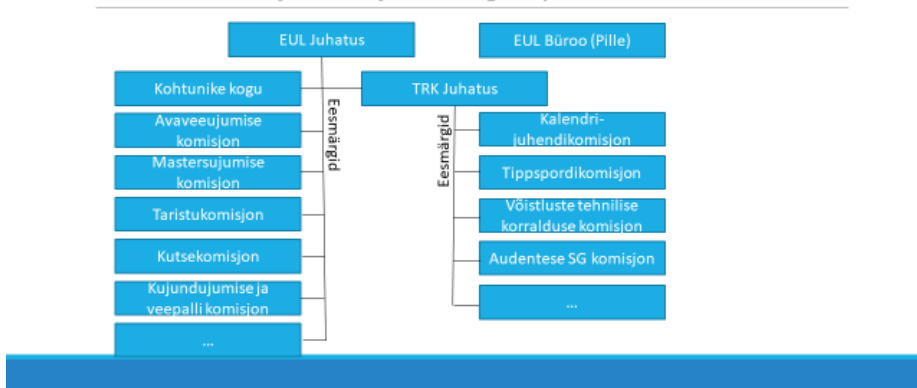 EUL Juhatus
EUL Büroo (Pille)
Kohtunike kogu
TRK Juhatus
Eesmärgid
Eesmärgid
Avaveeujumise
komisjon
Kalendri-
juhendikomisjon
Mastersujumise
komisjon
Tippspordikomisjon
Taristukomisjon
Võistluste tehnilise
korralduse komisjon
Kutsekomisjon
Audentese SG komisjon
Kujundujumise ja
veepalli komisjon
...
...